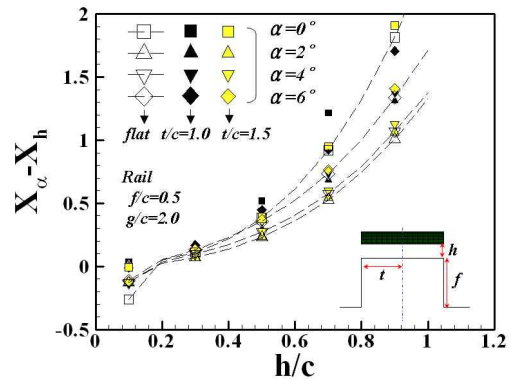 2
1.5
1
0.5
0
-0.5
Xα-Xh
α=0°
α=2°
α=4°
α=6°
flat t/c=1.0 t/c=1.5
Rail
f/c=0.5
g/c=2.0
h
t
f
0 0.2 0.4 0.6 0.8 1 1.2
h/c